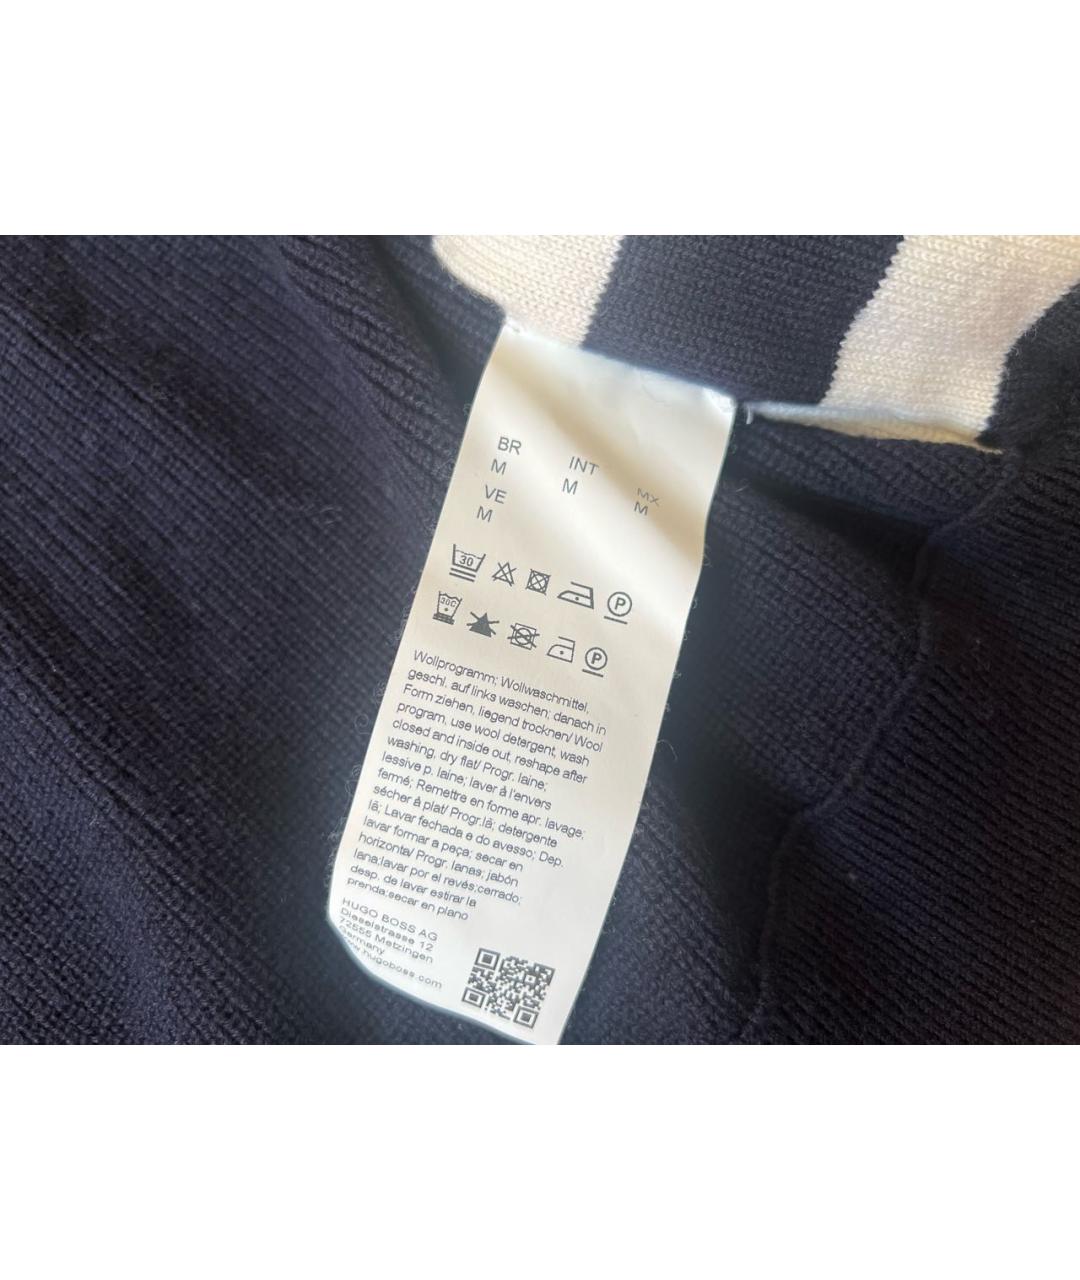 BR INT MX
M M M
VE
M
30
P
30C
P
Wollprogramm; Wollwaschmittel,
geschl. auf links waschen; danach in
Form ziehen, liegend trocknen/ Wool
program, use wool detergent, wash
closed and inside out, reshape after
washing, dry flat/ Progr. laine;
lessive p. laine; laver à l'envers
fermé; Remettre en forme apr. lavage;
sécher à plat/ Progr.lã; detergente
lã; Lavar fechada e do avesso; Dep.
lavar formar a peça; secar en
horizontal/ Progr. lanas; jabón
lana;lavar por el revés;cerrado;
desp. de lavar estirar la
prenda;secar en plano
HUGO BOSS AG
Dieselstrasse 12
72555 Metzingen
Germany
www.hugoboss.com